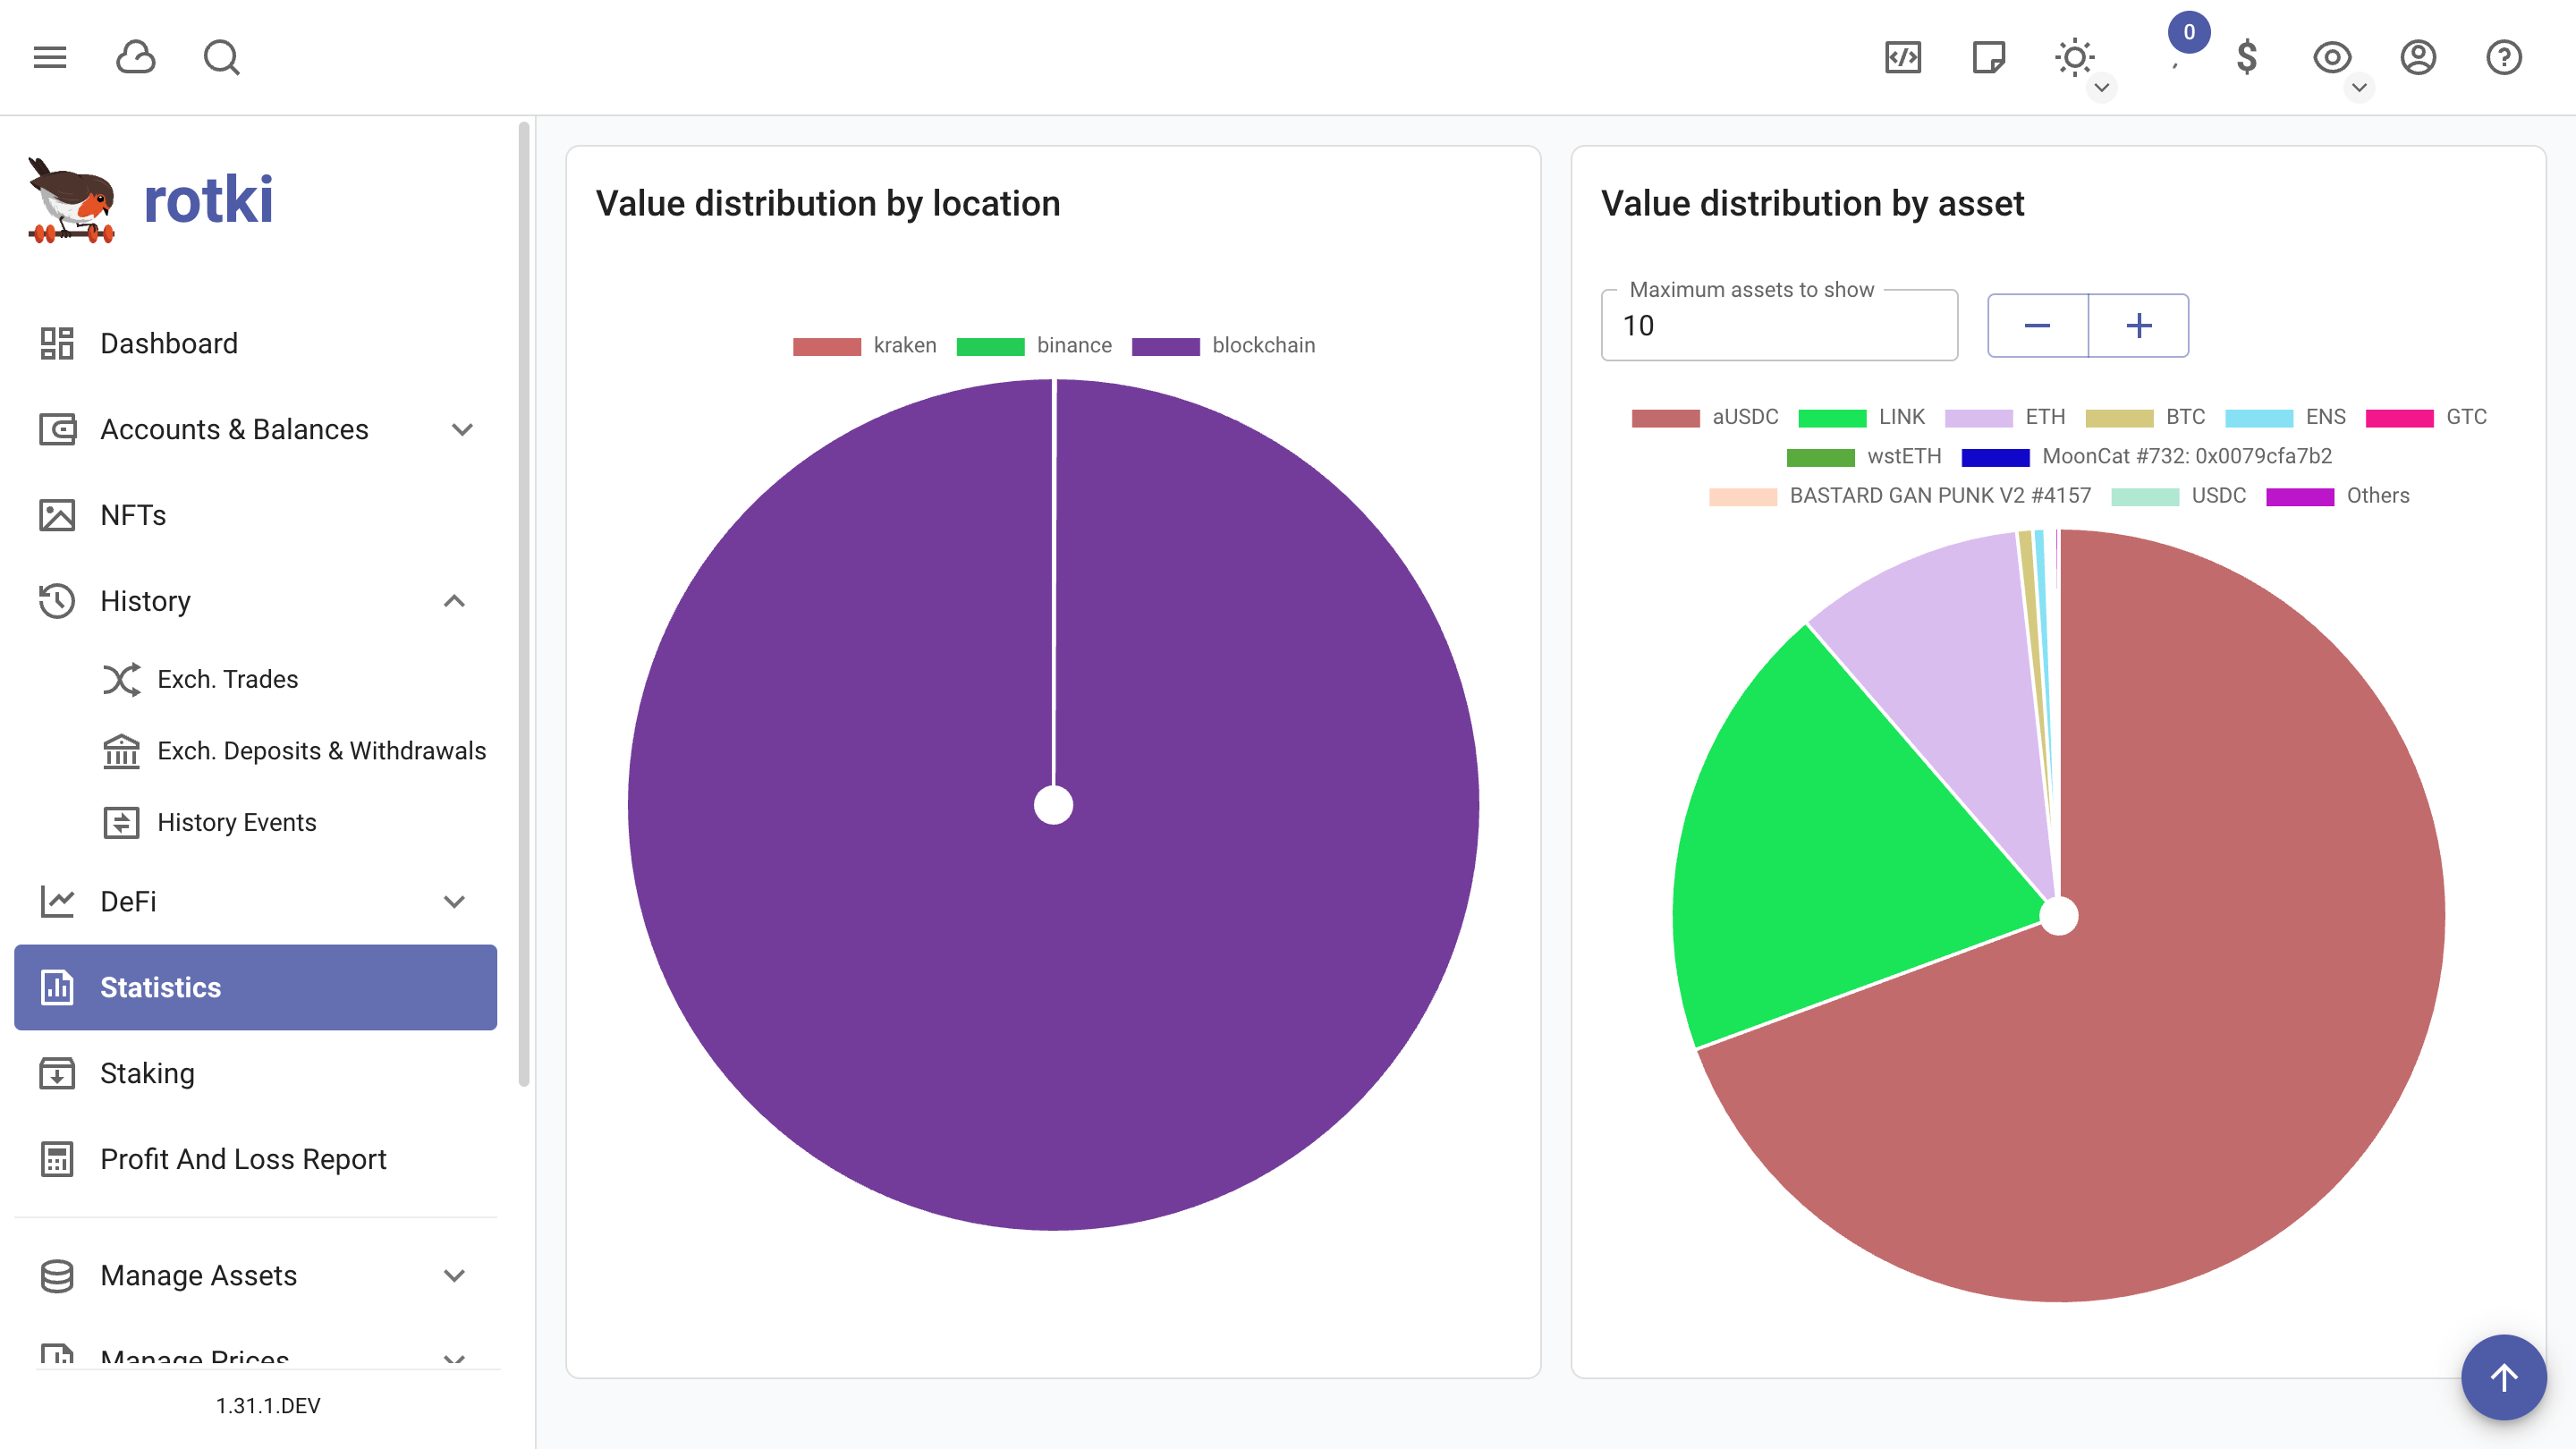 0
rotki
Dashboard
Accounts & Balances
NFTs
History
Exch. Trades
Exch. Deposits & Withdrawals
History Events
DeFi
Statistics
Staking
Profit And Loss Report
Manage Assets
Manage Prices
1.31.1.DEV
Value distribution by location
kraken binance blockchain
Value distribution by asset
Maximum assets to show
10
aUSDC LINK ETH BTC ENS GTC
wstETH MoonCat #732: 0x0079cfa7b2
BASTARD GAN PUNK V2 #4157 USDC Others